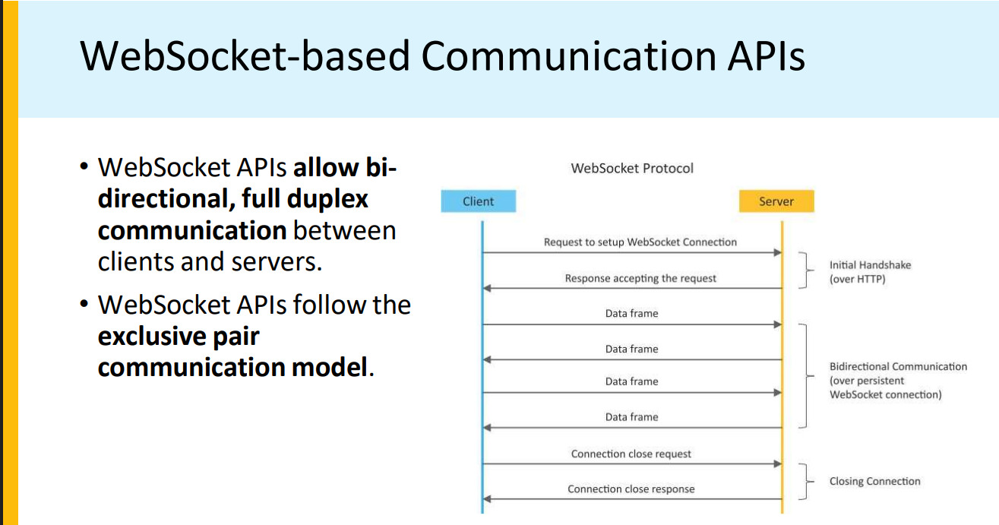 WebSocket-based Communication APIs
• WebSocket APIs allow bi-
directional, full duplex
communication between
clients and servers.
• WebSocket APIs follow the
exclusive pair
communication model.
WebSocket Protocol
Client
Server
Request to setup WebSocket Connection
Response accepting the request
Initial Handshake
(over HTTP)
Data frame
Data frame
Data frame
Data frame
Bidirectional Communication
(over persistent
WebSocket connection)
Connection close request
Connection close response
Closing Connection